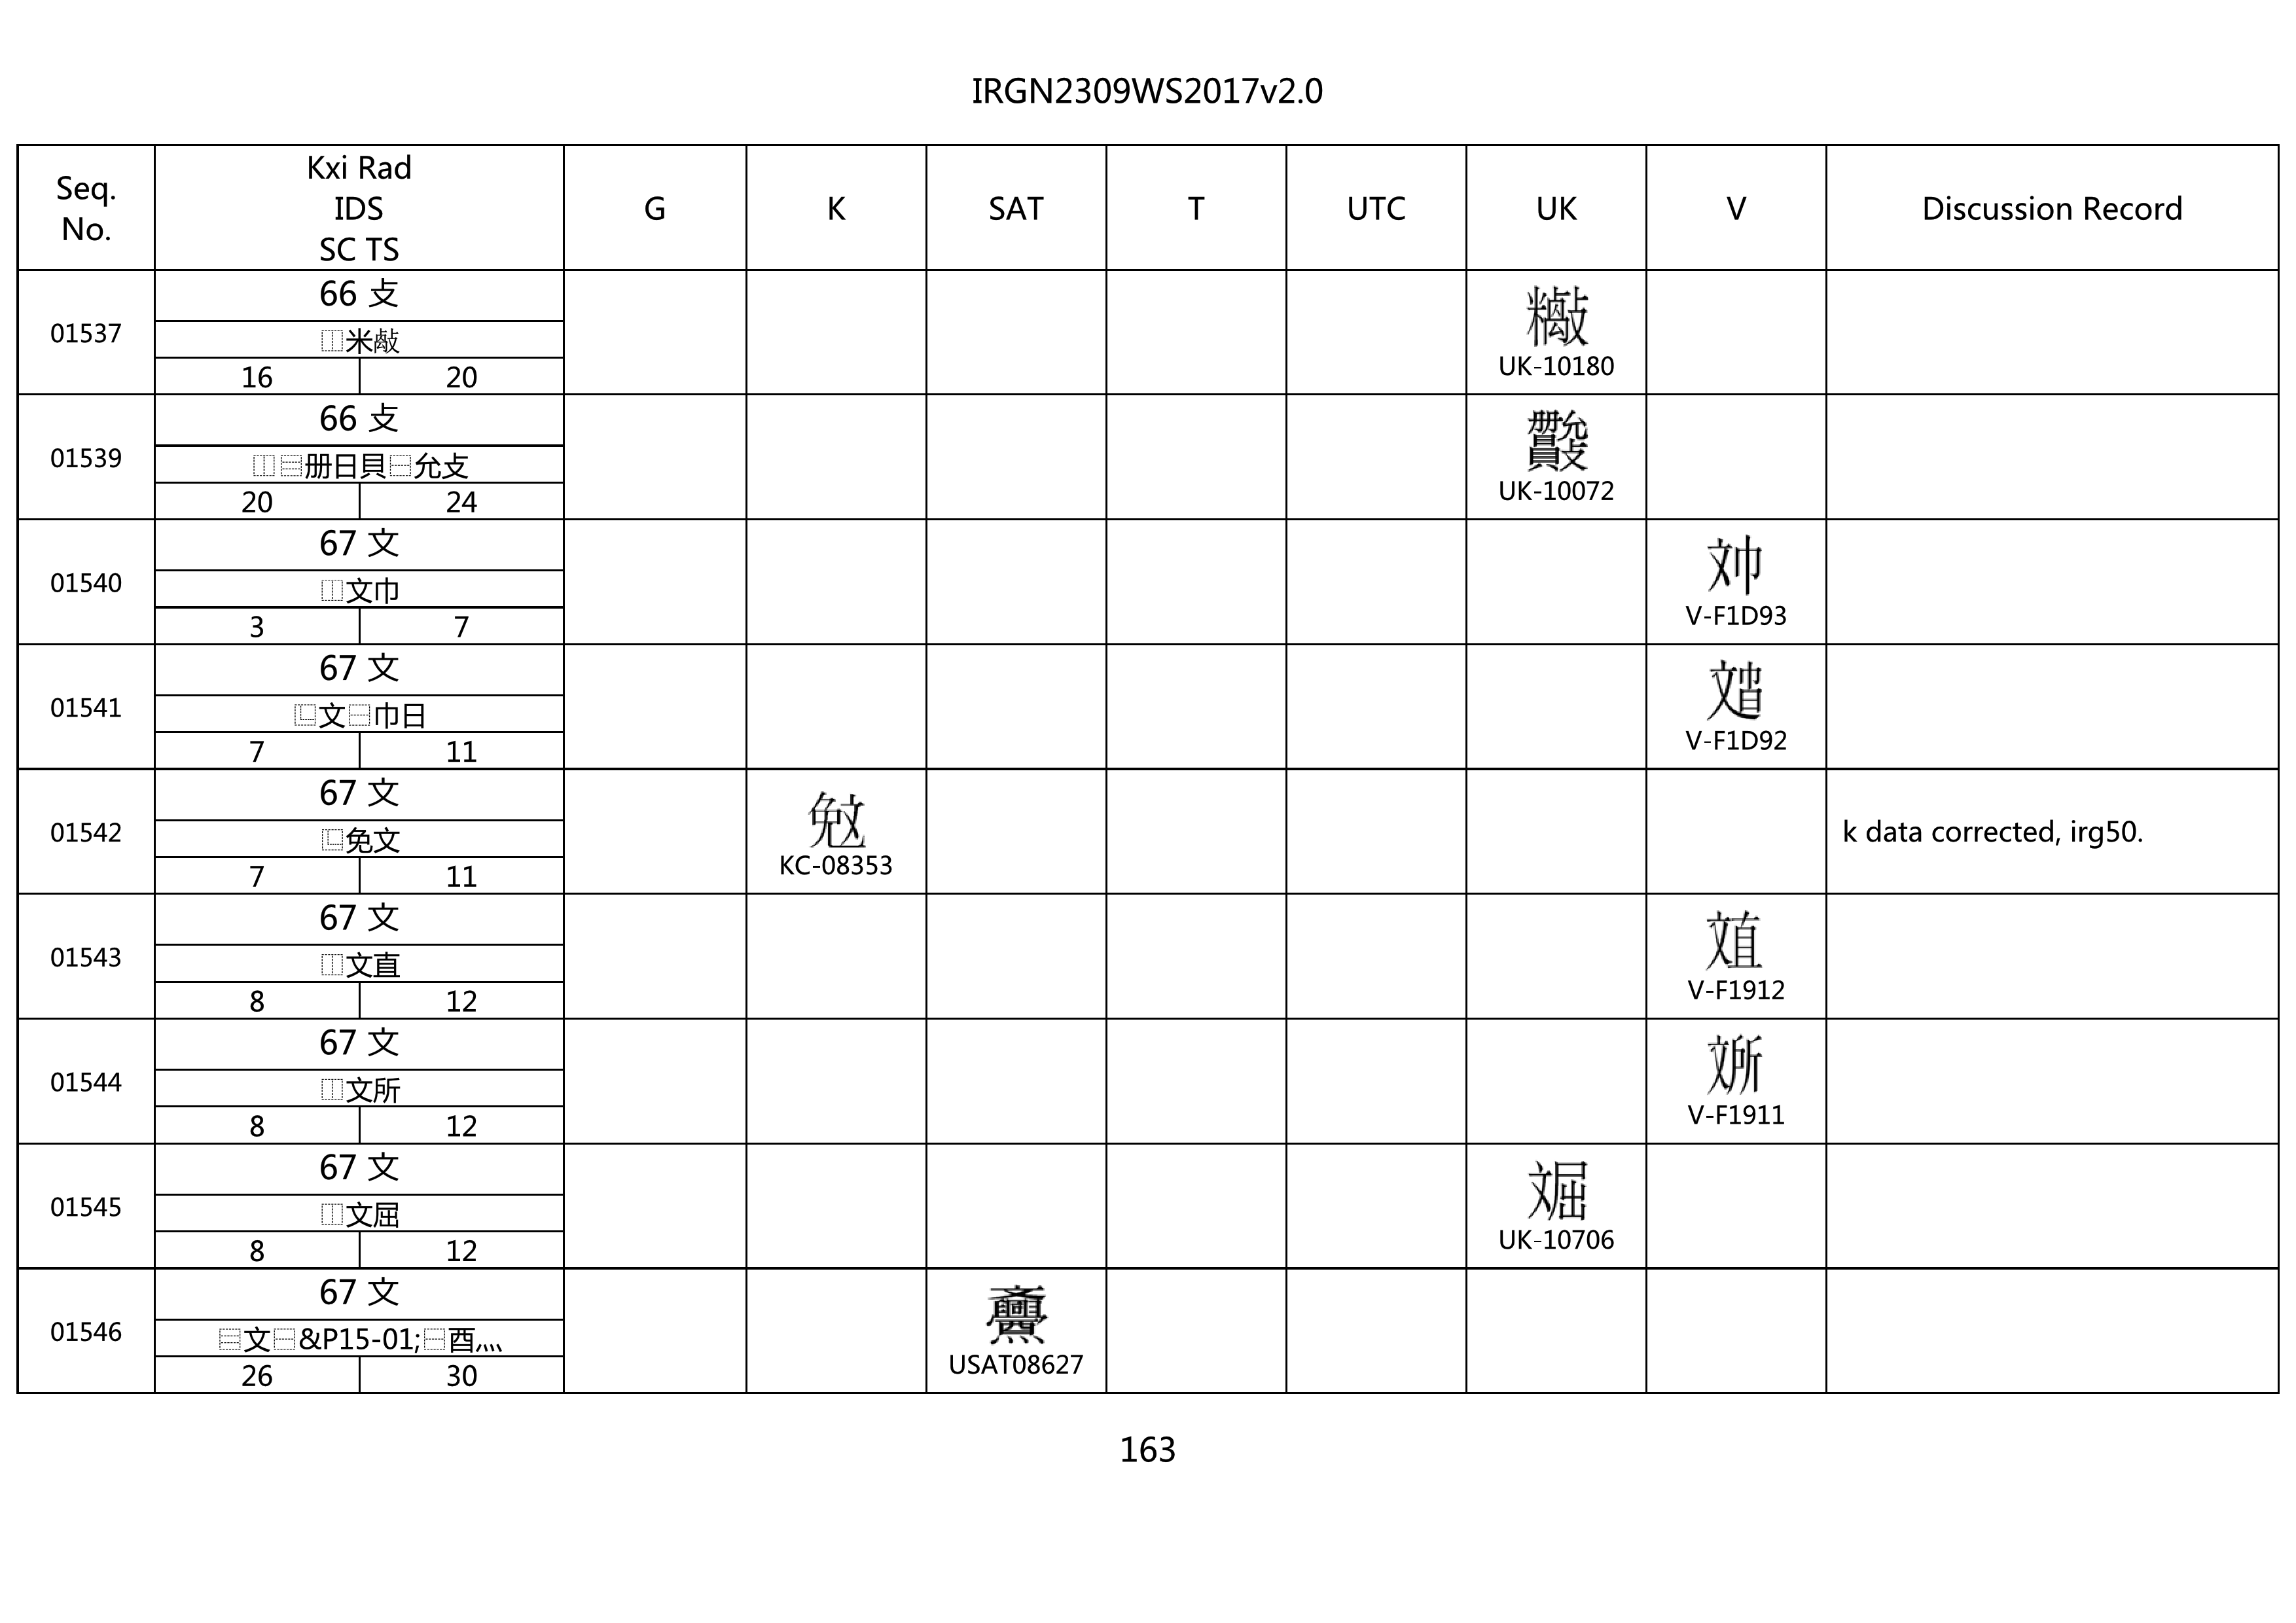 IRGN2309WS2017v2.0
Seq. No.
Kxi Rad
IDS
SC TS
G K SAT T UTC UK V Discussion Record
01537
66 攴
⿰米敽
16 20
UK-10180
01539
66 攴
⿰⿳册日貝⿱允攴
20 24
UK-10072
01540
67 文
⿰文巾
3 7
V-F1D93
01541
67 文
⿺文⿱巾日
7 11
V-F1D92
01542
67 文
⿺免文
7 11
KC-08353
k data corrected, irg50.
01543
67 文
⿰文直
8 12
V-F1912
01544
67 文
⿰文所
8 12
V-F1911
01545
67 文
⿰文屈
8 12
UK-10706
01546
67 文
⿳文⿱&P15-01;⿱酉灬
26 30
USAT08627
163